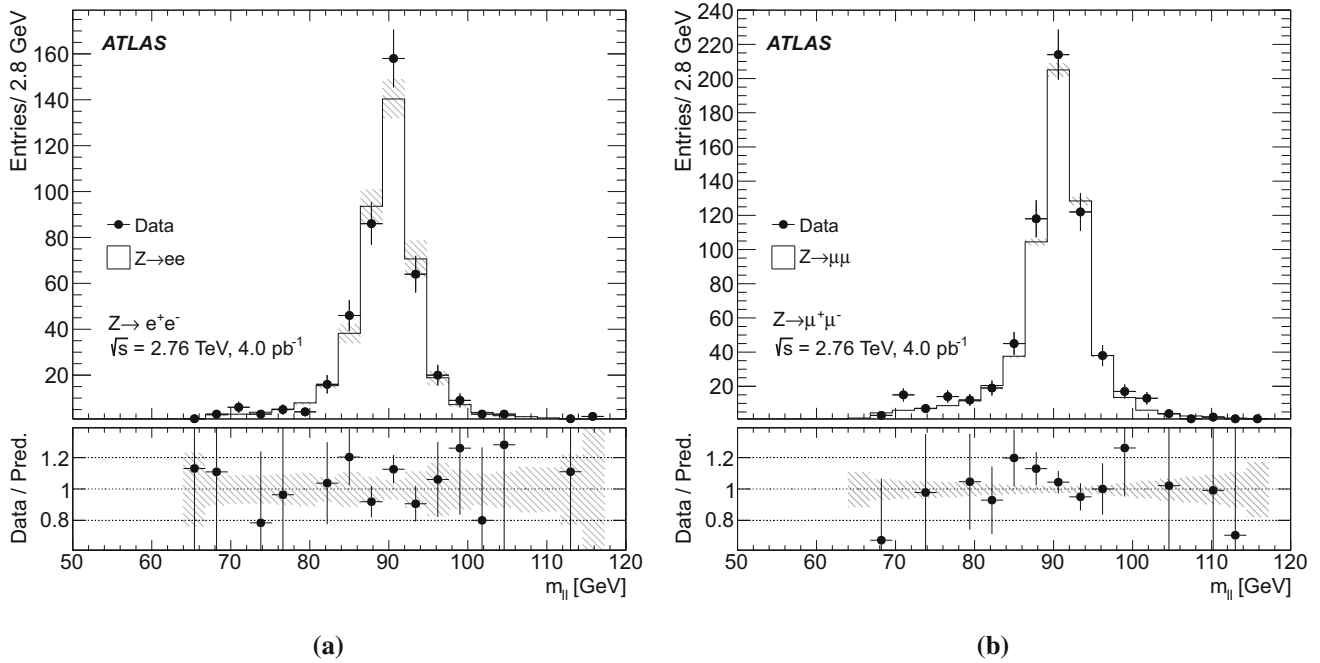 Entries/ 2.8 GeV
160
140
120
100
80
60
40
20
ATLAS
Data
Z→ee
Z→ e⁺e⁻
√s = 2.76 TeV, 4.0 pb⁻¹
Data / Pred.
1.2
1
0.8
50 60 70 80 90 100 110 120
m_ll [GeV]
(a)
Entries/ 2.8 GeV
240
220
200
180
160
140
120
100
80
60
40
20
ATLAS
Data
Z→μμ
Z→μ⁺μ⁻
√s = 2.76 TeV, 4.0 pb⁻¹
Data / Pred.
1.2
1
0.8
50 60 70 80 90 100 110 120
m_ll [GeV]
(b)